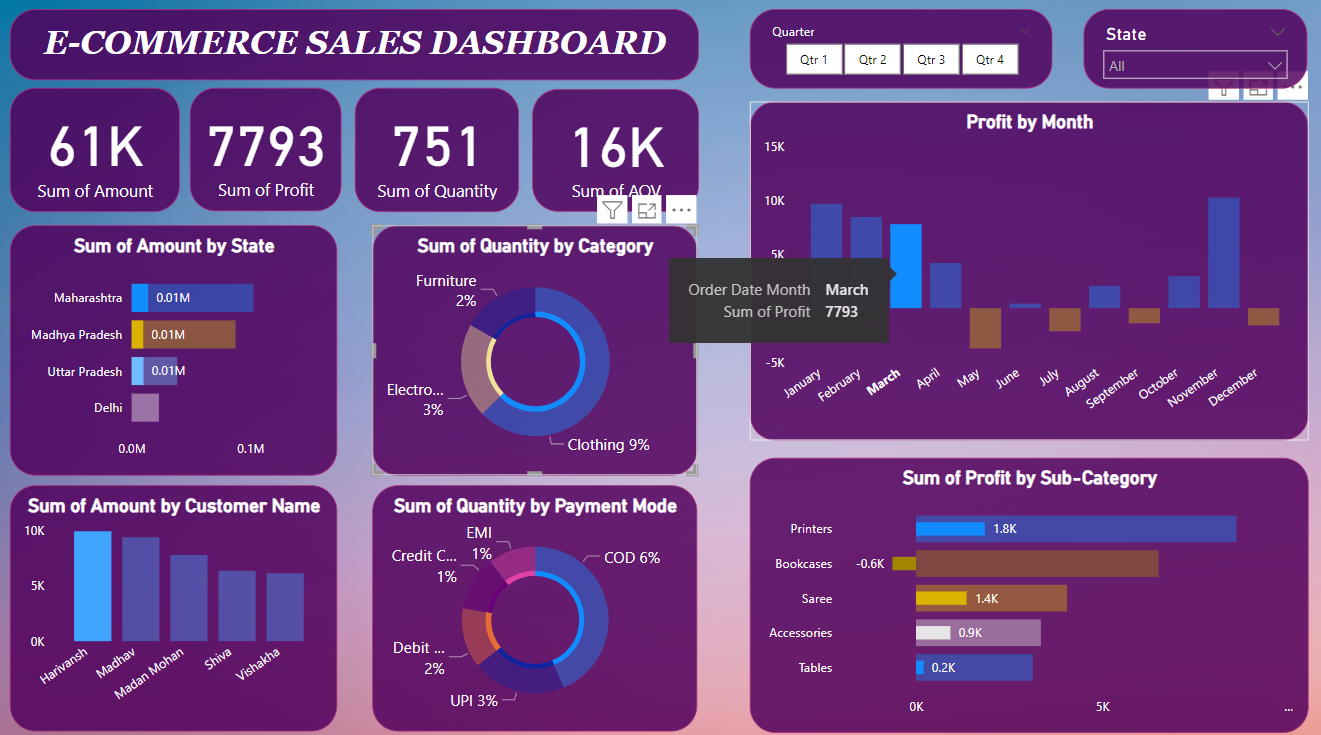 E-COMMERCE SALES DASHBOARD
Quarter
Qtr 1
Qtr 2
Qtr 3
Qtr 4
State
All
61K
Sum of Amount
7793
Sum of Profit
751
Sum of Quantity
16K
Sum of AOV
Profit by Month
15K
10K
5K
-5K
January
February
March
April
May
June
July
August
September
October
November
December
Order Date Month March
Sum of Profit 7793
Sum of Amount by State
Maharashtra 0.01M
Madhya Pradesh 0.01M
Uttar Pradesh 0.01M
Delhi
0.0M
0.1M
Sum of Quantity by Category
Furniture
2%
Electro...
3%
Clothing 9%
Sum of Amount by Customer Name
10K
5K
0K
Harivansh
Madhav
Madan Mohan
Shiva
Vishakha
Sum of Quantity by Payment Mode
EMI
1%
Credit C...
1%
COD 6%
Debit ...
2%
UPI 3%
Sum of Profit by Sub-Category
Printers 1.8K
Bookcases -0.6K
Saree 1.4K
Accessories 0.9K
Tables 0.2K
0K
5K
...